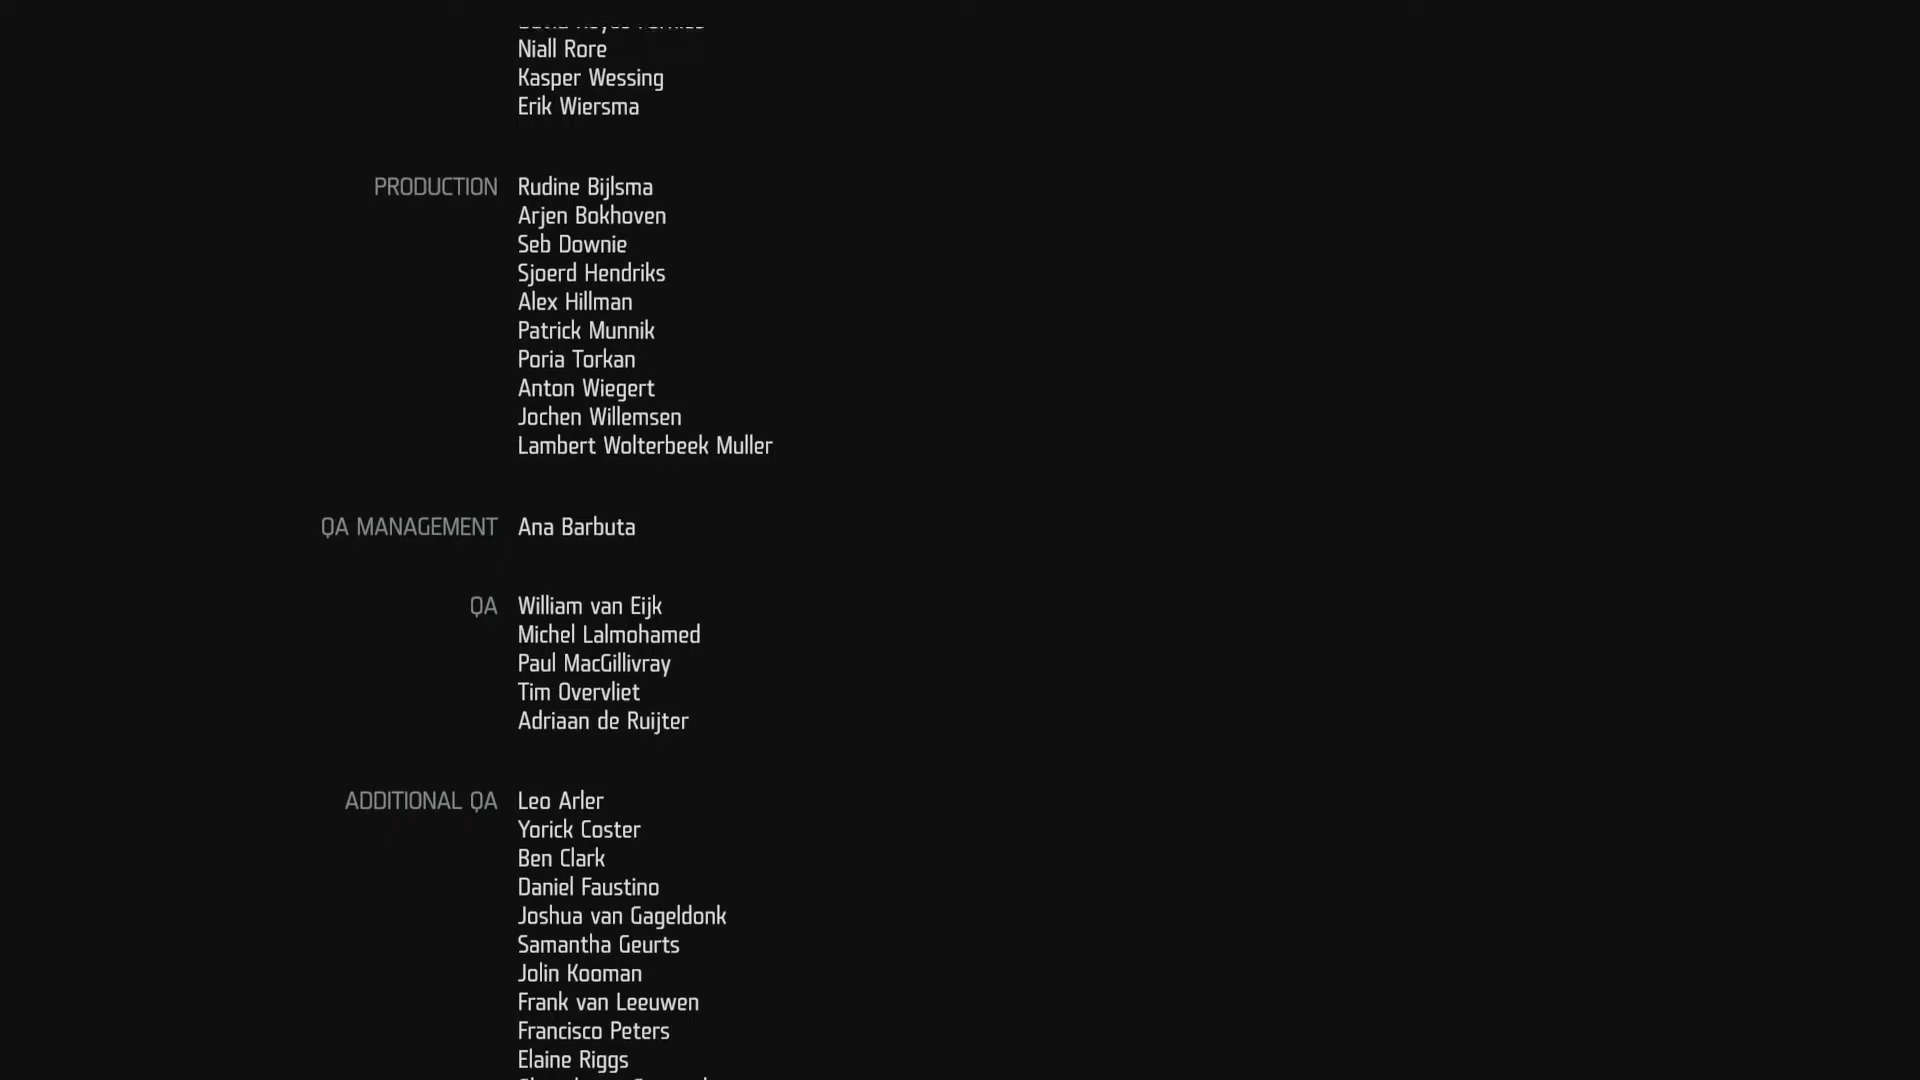 Niall Rore
Kasper Wessing
Erik Wiersma
PRODUCTION Rudine Bijlsma
Arjen Bokhoven
Seb Downie
Sjoerd Hendriks
Alex Hillman
Patrick Munnik
Poria Torkan
Anton Wiegert
Jochen Willemsen
Lambert Wolterbeek Muller
QA MANAGEMENT Ana Barbuta
QA William van Eijk
Michel Lalmohamed
Paul MacGillivray
Tim Overvliet
Adriaan de Ruijter
ADDITIONAL QA Leo Arler
Yorick Coster
Ben Clark
Daniel Faustino
Joshua van Gageldonk
Samantha Geurts
Jolin Kooman
Frank van Leeuwen
Francisco Peters
Elaine Riggs